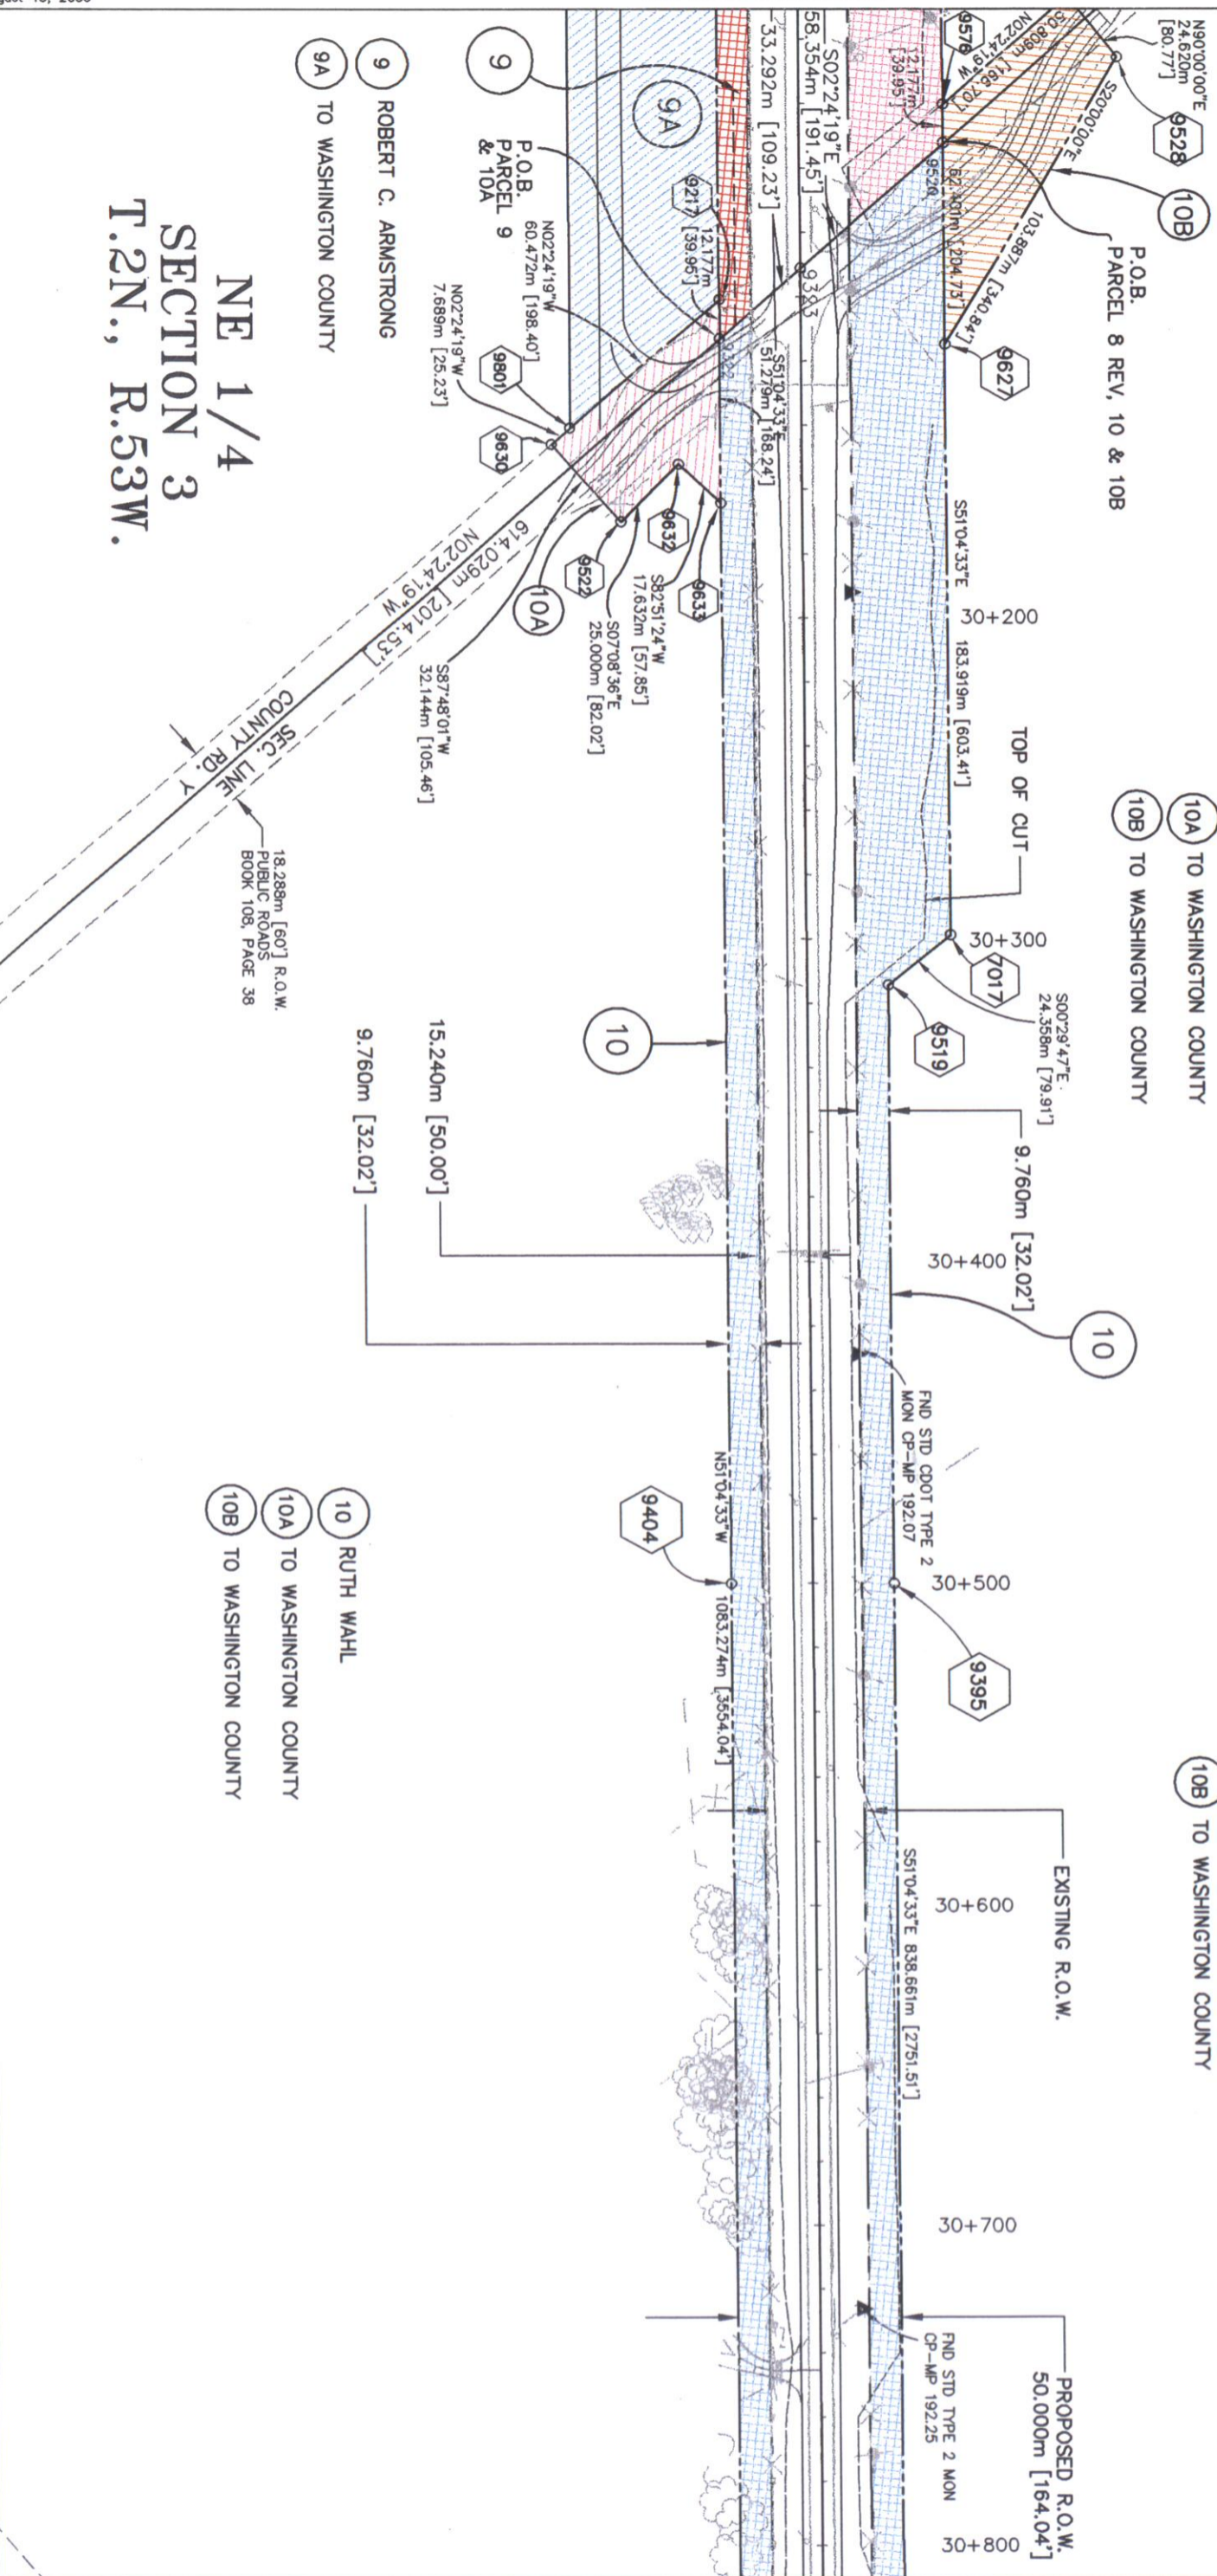 N90°00'00"E
24.620m
[80.77']
9528
10B
P.O.B.
PARCEL 8 REV, 10 & 10B
10A TO WASHINGTON COUNTY
10B TO WASHINGTON COUNTY
10B TO WASHINGTON COUNTY
S20°00'00"E
103.887m [340.84']
9627
N02°24'19"W
50.809m [166.70']
9576
12.177m
[39.95']
9520
62.401m [204.73']
S51°04'33"E 183.919m [603.41']
TOP OF CUT
7017
S00°29'47"E
24.358m [79.91']
9519
9.760m [32.02']
10
FND STD CDOT TYPE 2
MON CP-MP 192.07
9395
EXISTING R.O.W.
S51°04'33"E 838.661m [2751.51']
PROPOSED R.O.W.
50.000m [164.04']
FND STD TYPE 2 MON
CP-MP 192.25
30+200
30+300
30+400
30+500
30+600
30+700
30+800
S02°24'19"E
58.354m [191.45']
33.292m [109.23']
9323
S51°04'33"E
51.279m [168.24']
9322
9
9A
9217
12.177m
[39.95']
P.O.B.
PARCEL 9
& 10A
N02°24'19"W
60.472m [198.40']
N02°24'19"W
7.689m [25.23']
9801
9630
9522
9632
9633
10A
S82°51'24"W
17.632m [57.85']
S07°08'36"E
25.000m [82.02']
S87°48'01"W
32.144m [105.46']
614.029m [2014.53']
N02°24'19"W
SEC. LINE
COUNTY RD. Y
18.288m [60'] R.O.W.
PUBLIC ROADS
BOOK 108, PAGE 38
10
15.240m [50.00']
9.760m [32.02']
9404
N51°04'33"W 1083.274m [3554.04']
9 ROBERT C. ARMSTRONG
9A TO WASHINGTON COUNTY
10 RUTH WAHL
10A TO WASHINGTON COUNTY
10B TO WASHINGTON COUNTY
NE 1/4
SECTION 3
T.2N., R.53W.